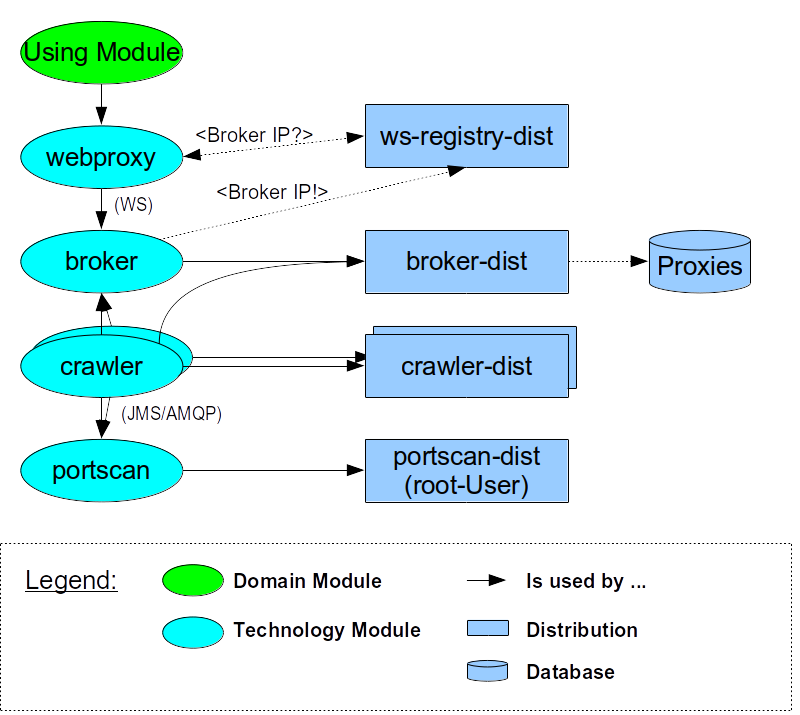 Using Module
webproxy
<Broker IP?>
ws-registry-dist
(WS)
<Broker IP!>
broker
broker-dist
Proxies
crawler
crawler-dist
(JMS/AMQP)
portscan
portscan-dist
(root-User)
Legend:
Domain Module
Is used by ...
Technology Module
Distribution
Database